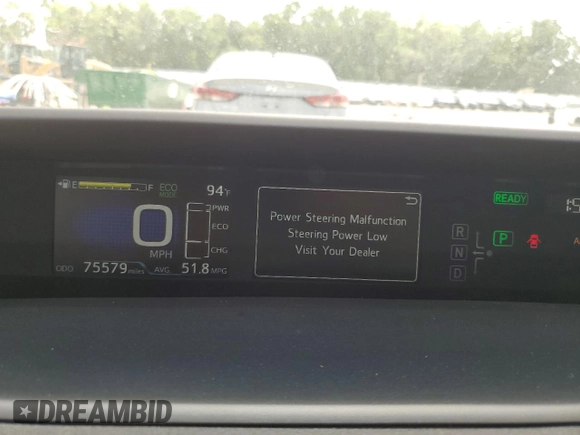 E F ECO MODE 94°F
PWR
0 ECO
MPH CHG
ODO 75579 miles AVG. 51.8 MPG
Power Steering Malfunction
Steering Power Low
Visit Your Dealer
READY
R
N P
D
DREAMBID